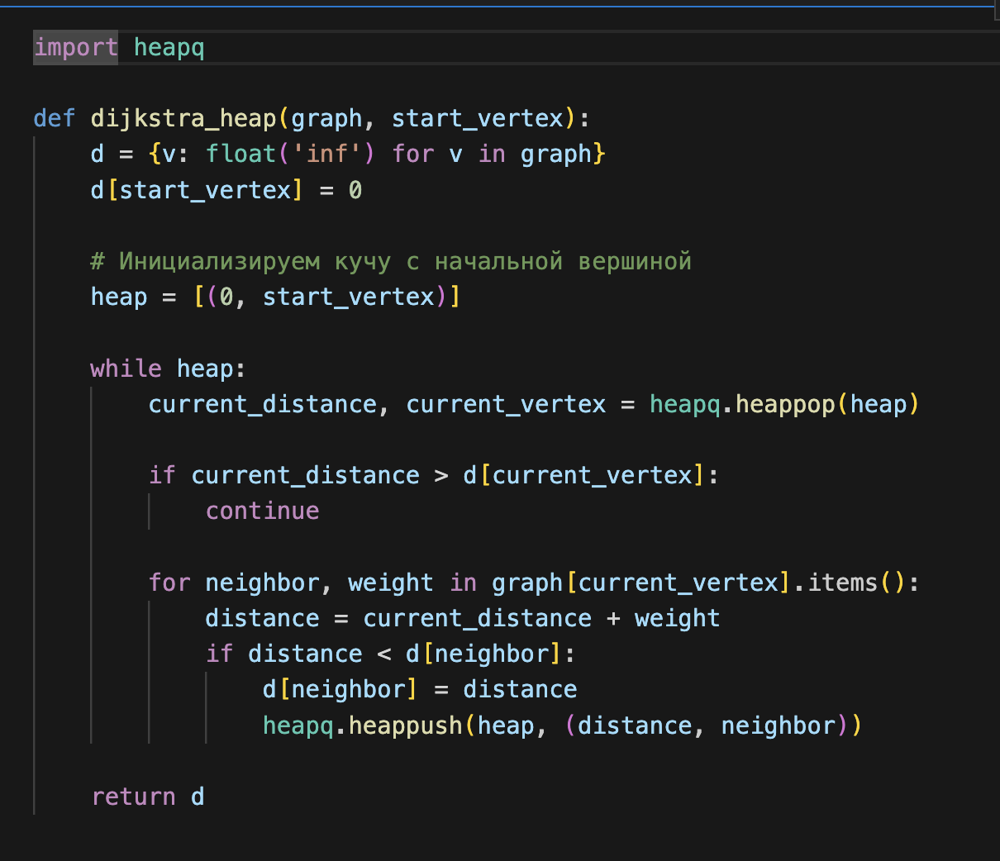 import heapq
def dijkstra_heap(graph, start_vertex):
    d = {v: float('inf') for v in graph}
    d[start_vertex] = 0
    # Инициализируем кучу с начальной вершиной
    heap = [(0, start_vertex)]
    while heap:
        current_distance, current_vertex = heapq.heappop(heap)
        if current_distance > d[current_vertex]:
            continue
        for neighbor, weight in graph[current_vertex].items():
            distance = current_distance + weight
            if distance < d[neighbor]:
                d[neighbor] = distance
                heapq.heappush(heap, (distance, neighbor))
    return d